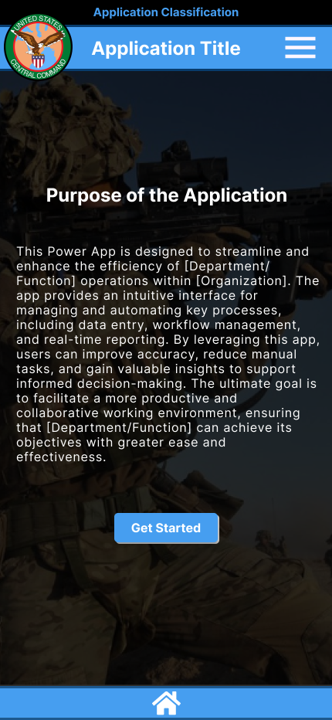 Application Classification
UNITED STATES
CENTRAL COMMAND
Application Title
Purpose of the Application
This Power App is designed to streamline and
enhance the efficiency of [Department/
Function] operations within [Organization]. The
app provides an intuitive interface for
managing and automating key processes,
including data entry, workflow management,
and real-time reporting. By leveraging this app,
users can improve accuracy, reduce manual
tasks, and gain valuable insights to support
informed decision-making. The ultimate goal is
to facilitate a more productive and
collaborative working environment, ensuring
that [Department/Function] can achieve its
objectives with greater ease and
effectiveness.
Get Started